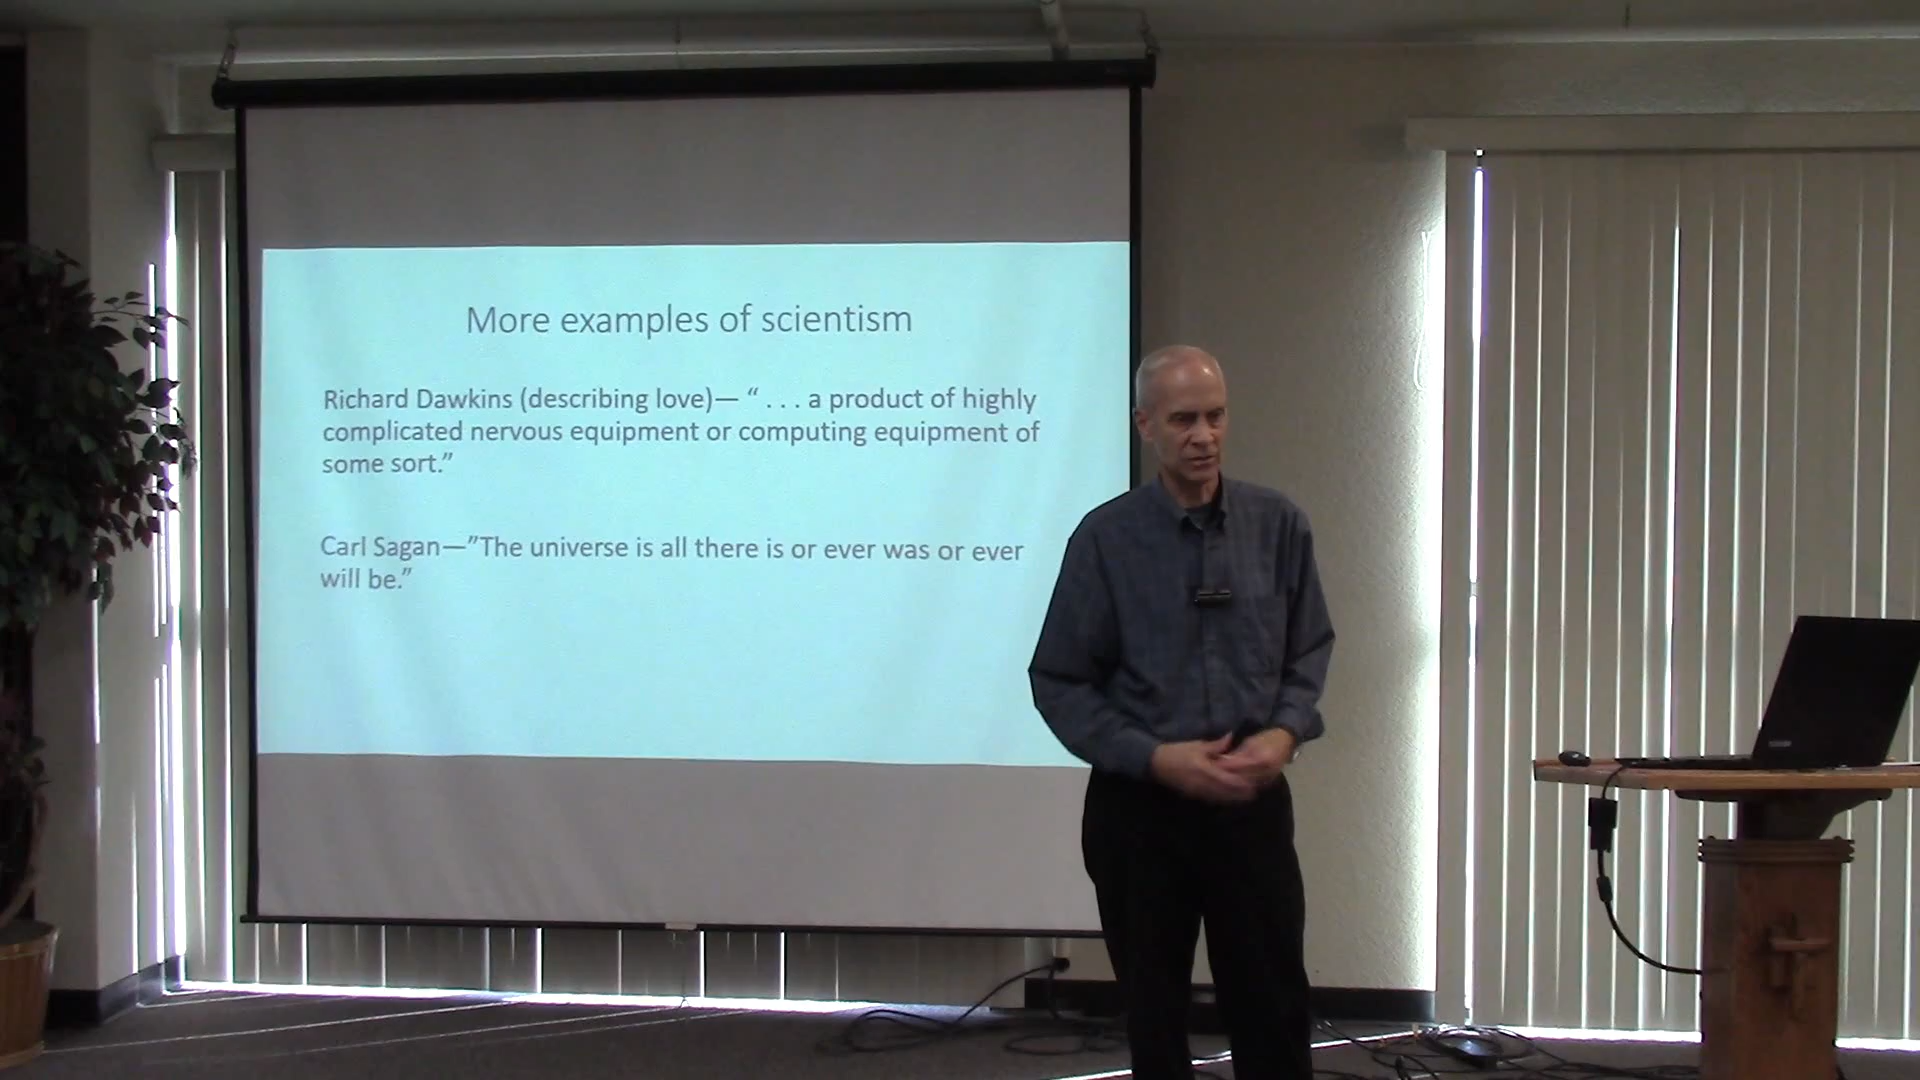 More examples of scientism
Richard Dawkins (describing love)— “ . . . a product of highly
complicated nervous equipment or computing equipment of
some sort.”
Carl Sagan—”The universe is all there is or ever was or ever
will be.”